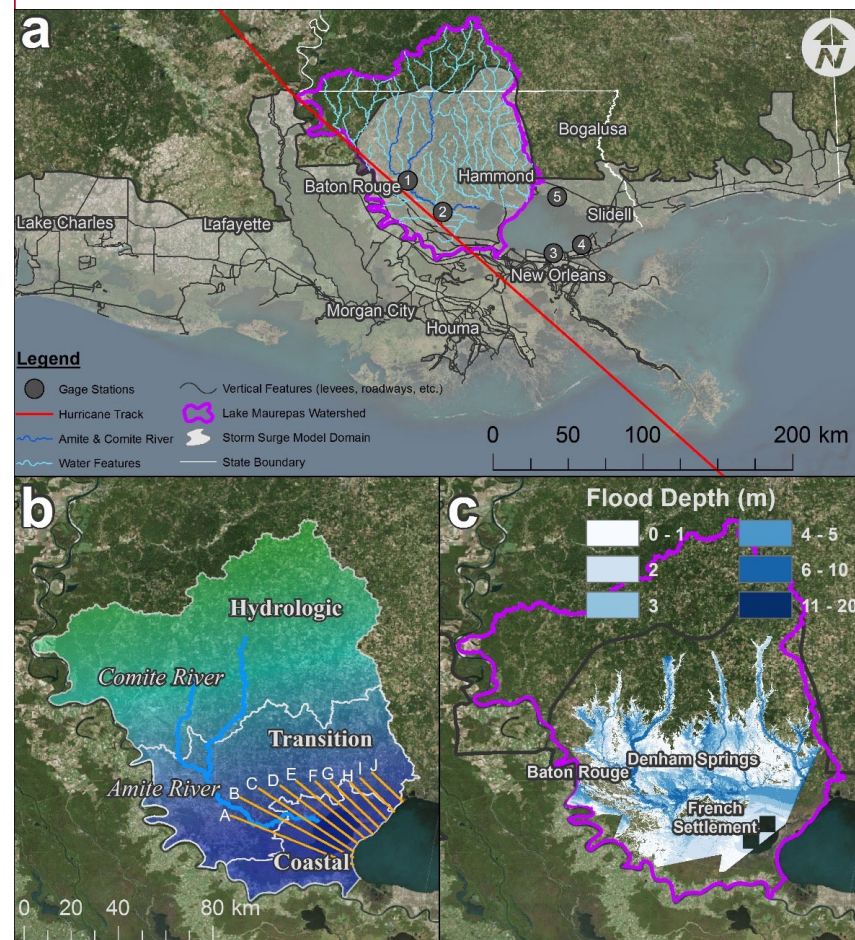 a
N
Bogalusa
Hammond
Baton Rouge
1
2
5
Slidell
Lake Charles
Lafayette
3
4
New Orleans
Morgan City
Houma
Legend
Gage Stations
Vertical Features (levees, roadways, etc.)
Hurricane Track
Lake Maurepas Watershed
Amite & Comite River
Storm Surge Model Domain
Water Features
State Boundary
0 50 100 200 km
b
Hydrologic
Comite River
Transition
Amite River
A B C D E F G H I J
Coastal
0 20 40 80 km
c
Flood Depth (m)
0 - 1
2
3
4 - 5
6 - 10
11 - 20
Denham Springs
Baton Rouge
French
Settlement